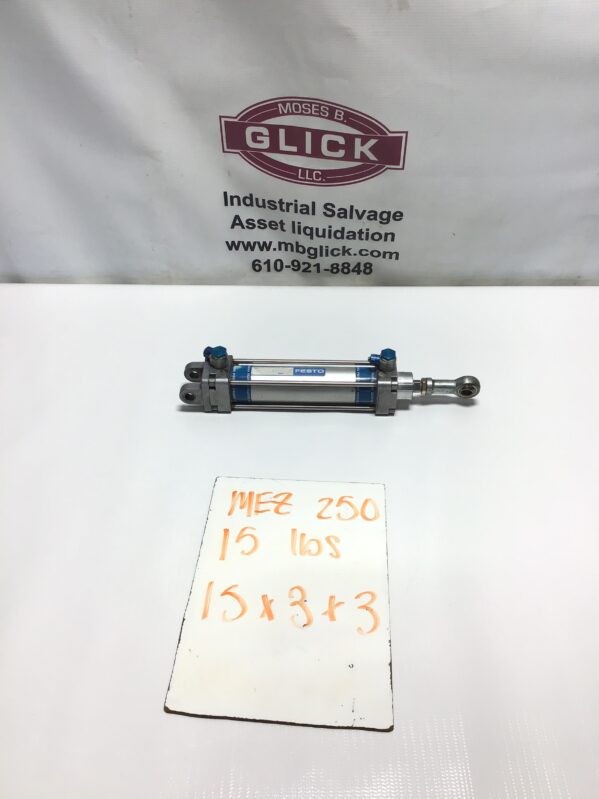 MOSES B.
GLICK
LLC.
Industrial Salvage
Asset liquidation
www.mbglick.com
610-921-8848
FESTO
MEZ 250
15 lbs
15 x 3 x 3